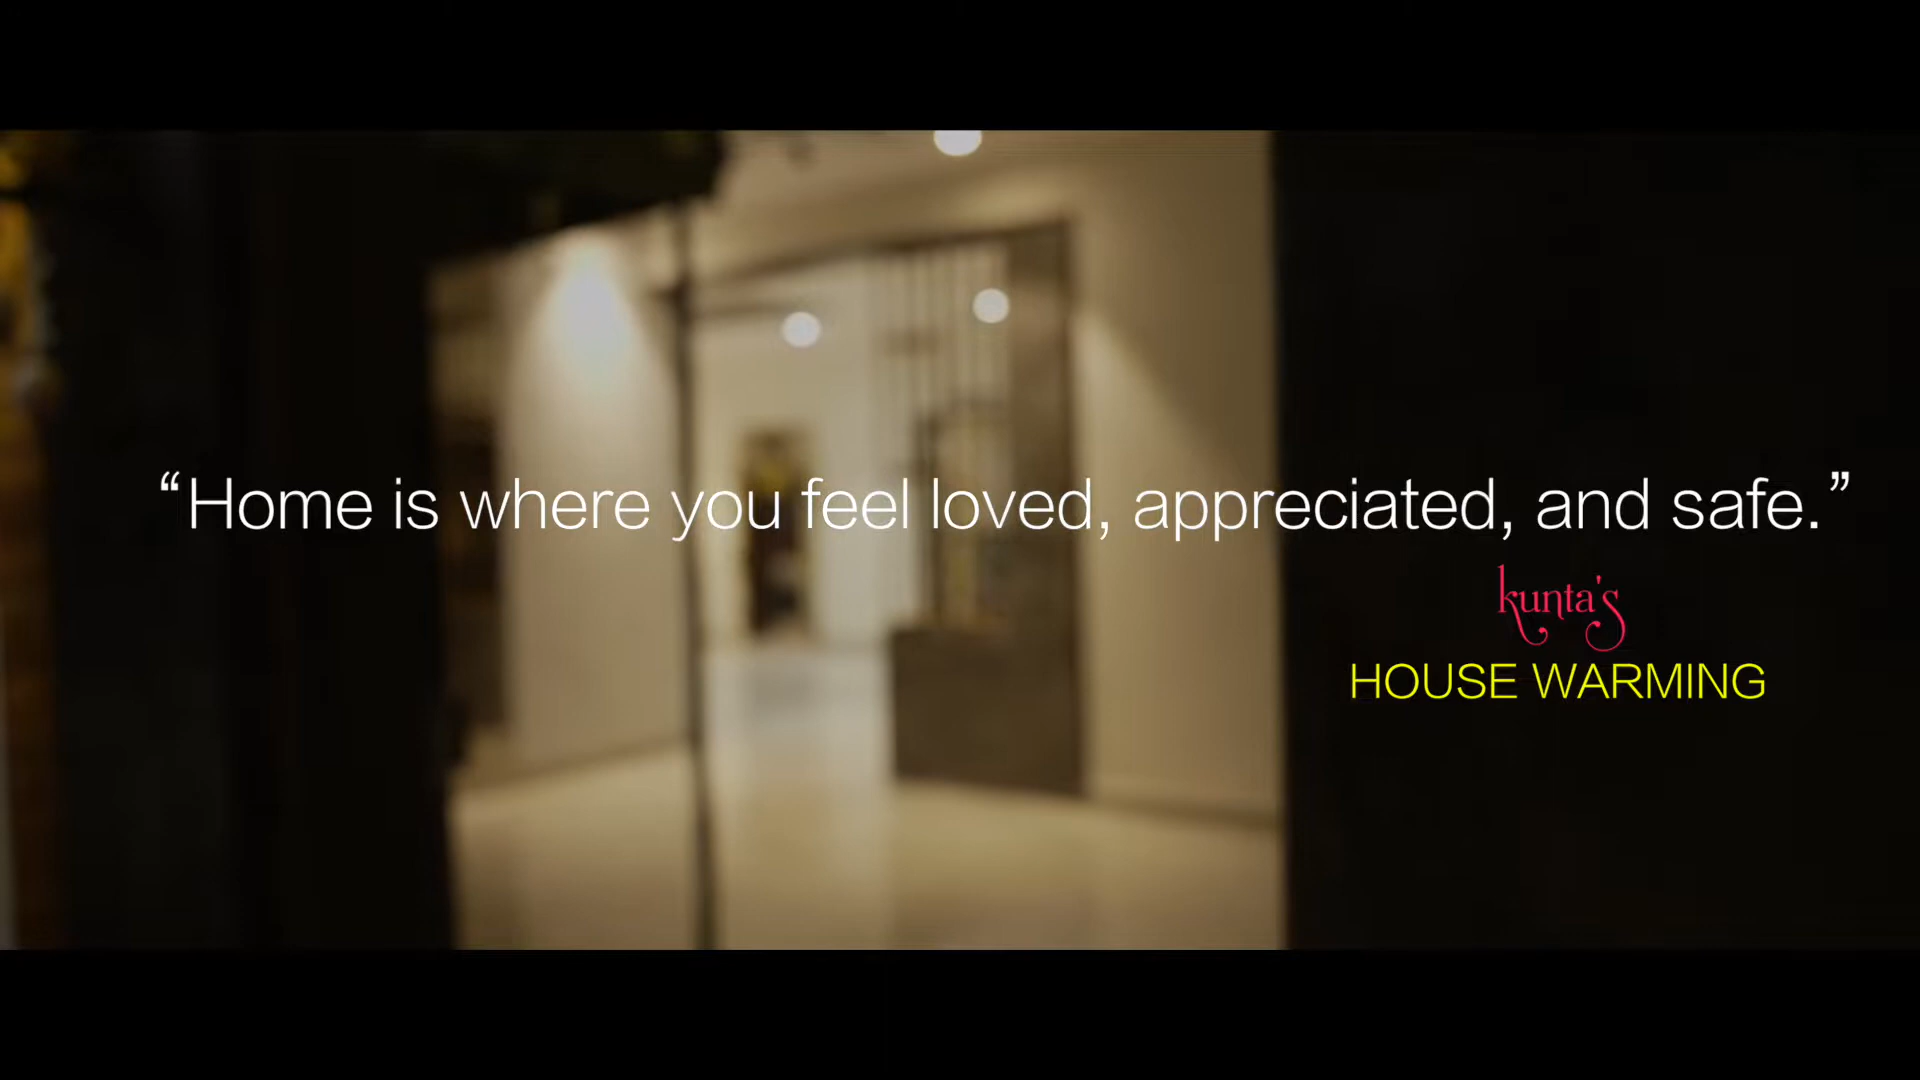 “Home is where you feel loved, appreciated, and safe.”
kunta's
HOUSE WARMING